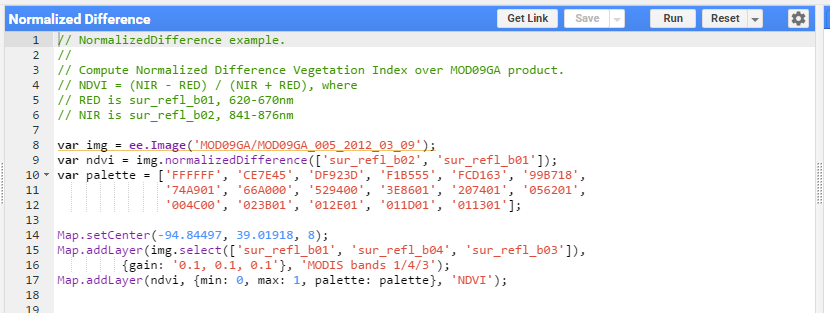 Normalized Difference
Get Link Save Run Reset
1 // NormalizedDifference example.
2 //
3 // Compute Normalized Difference Vegetation Index over MOD09GA product.
4 // NDVI = (NIR - RED) / (NIR + RED), where
5 // RED is sur_refl_b01, 620-670nm
6 // NIR is sur_refl_b02, 841-876nm
7
8 var img = ee.Image('MOD09GA/MOD09GA_005_2012_03_09');
9 var ndvi = img.normalizedDifference(['sur_refl_b02', 'sur_refl_b01']);
10 var palette = ['FFFFFF', 'CE7E45', 'DF923D', 'F1B555', 'FCD163', '99B718',
11 '74A901', '66A000', '529400', '3E8601', '207401', '056201',
12 '004C00', '023B01', '012E01', '011D01', '011301'];
13
14 Map.setCenter(-94.84497, 39.01918, 8);
15 Map.addLayer(img.select(['sur_refl_b01', 'sur_refl_b04', 'sur_refl_b03']),
16 {gain: '0.1, 0.1, 0.1'}, 'MODIS bands 1/4/3');
17 Map.addLayer(ndvi, {min: 0, max: 1, palette: palette}, 'NDVI');
18
19